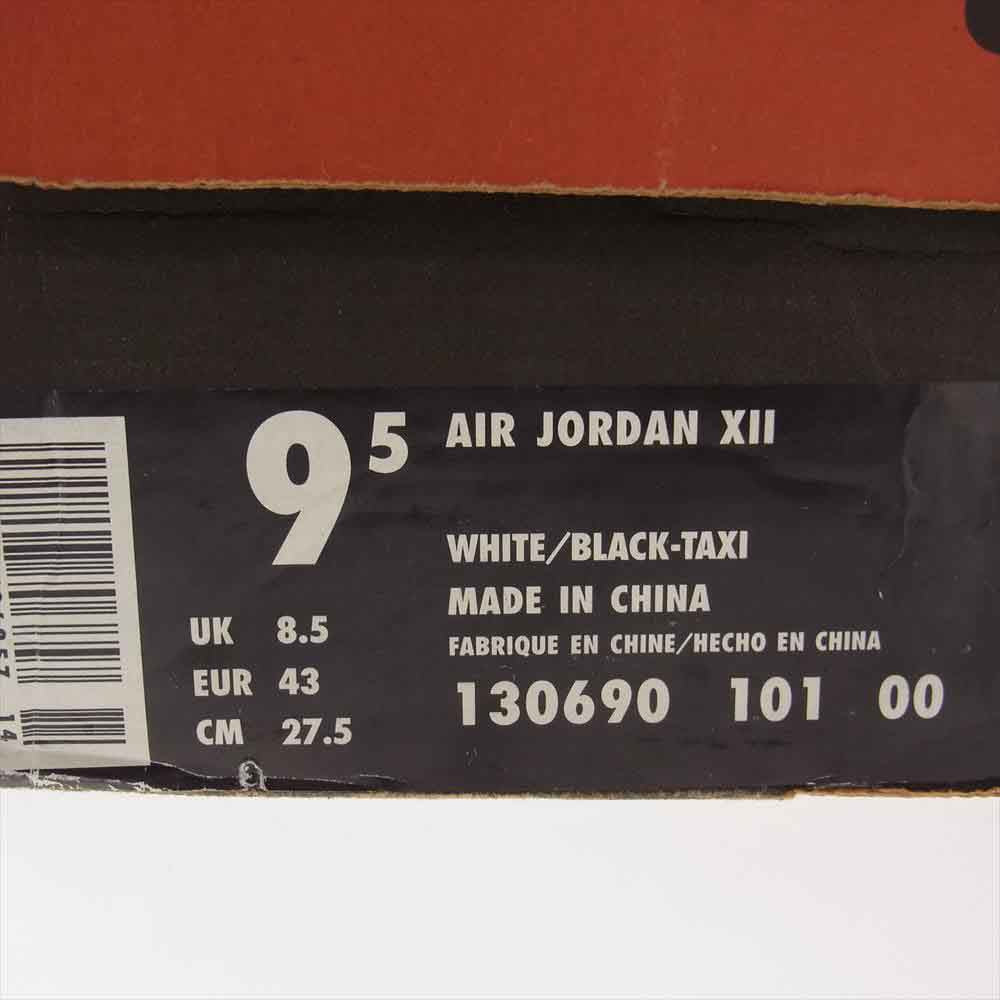 9 5
AIR JORDAN XII
WHITE/BLACK-TAXI
MADE IN CHINA
FABRIQUE EN CHINE/HECHO EN CHINA
130690 101 00
UK 8.5
EUR 43
CM 27.5
14